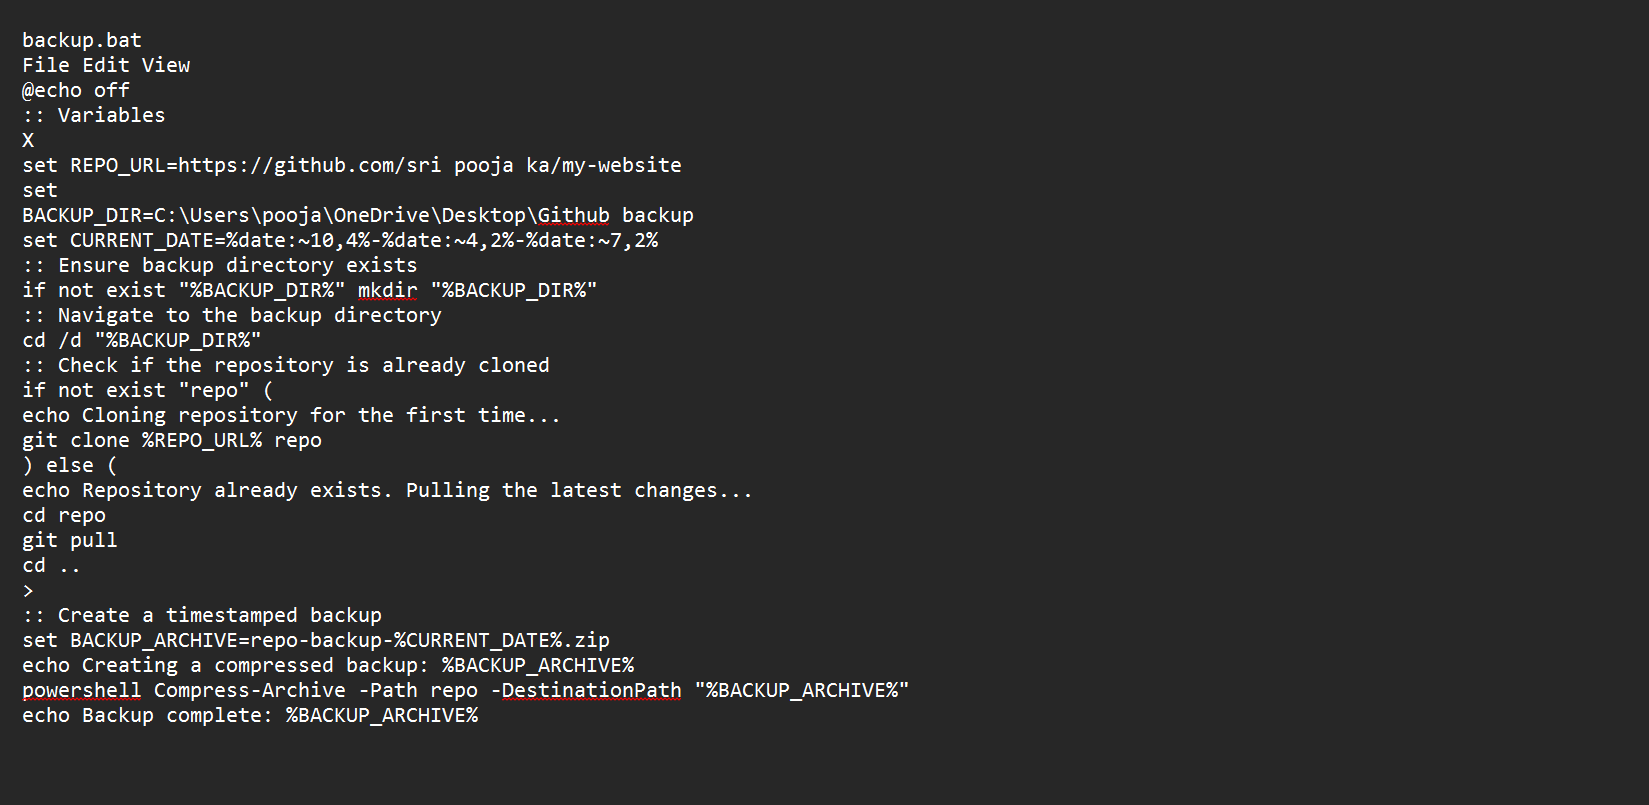 backup.bat
File Edit View
@echo off
:: Variables
X
set REPO_URL=https://github.com/sri pooja ka/my-website
set
BACKUP_DIR=C:\Users\pooja\OneDrive\Desktop\Github backup
set CURRENT_DATE=%date:~10,4%-%date:~4,2%-%date:~7,2%
:: Ensure backup directory exists
if not exist "%BACKUP_DIR%" mkdir "%BACKUP_DIR%"
:: Navigate to the backup directory
cd /d "%BACKUP_DIR%"
:: Check if the repository is already cloned
if not exist "repo" (
echo Cloning repository for the first time...
git clone %REPO_URL% repo
) else (
echo Repository already exists. Pulling the latest changes...
cd repo
git pull
cd ..
>
:: Create a timestamped backup
set BACKUP_ARCHIVE=repo-backup-%CURRENT_DATE%.zip
echo Creating a compressed backup: %BACKUP_ARCHIVE%
powershell Compress-Archive -Path repo -DestinationPath "%BACKUP_ARCHIVE%"
echo Backup complete: %BACKUP_ARCHIVE%